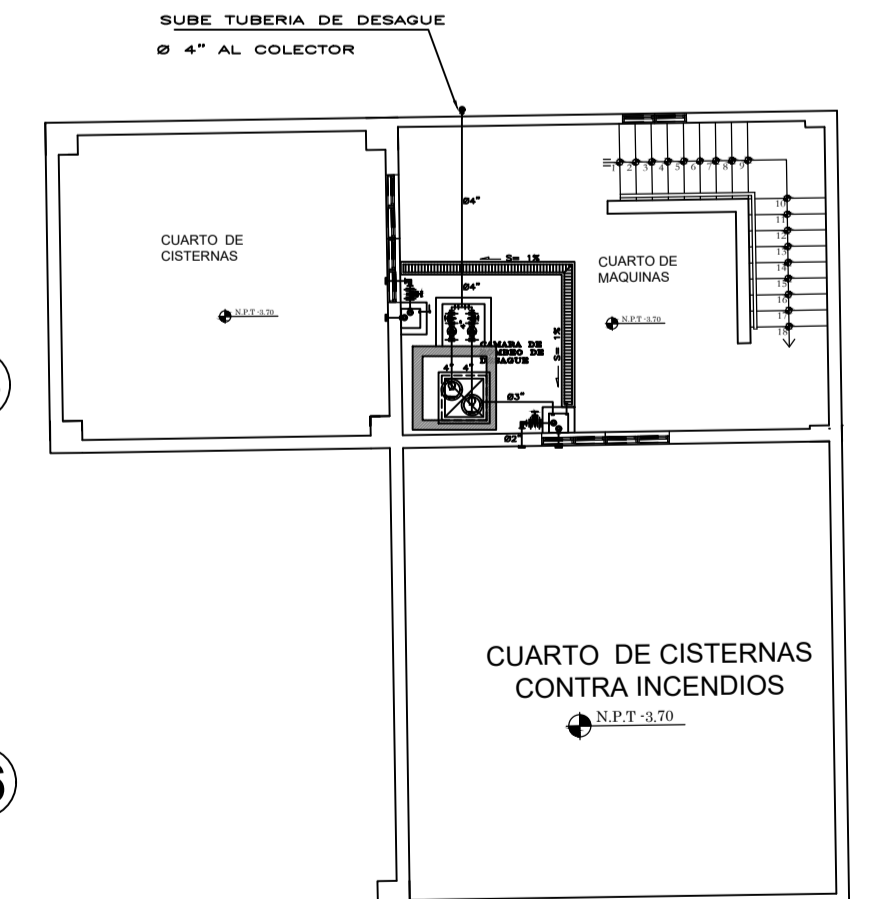 SUBE TUBERIA DE DESAGUE
Ø 4" AL COLECTOR
1 2 3 4 5 6 7 8 9
10
11
12
13
14
15
16
17
18
Ø4"
CUARTO DE
CISTERNAS
N.P.T -3.70
S= 1%
CUARTO DE
MAQUINAS
N.P.T -3.70
Ø4"
S= 1%
CAMARA DE
DE
4" 4"
Ø3"
Ø2"
CUARTO DE CISTERNAS
CONTRA INCENDIOS
N.P.T -3.70